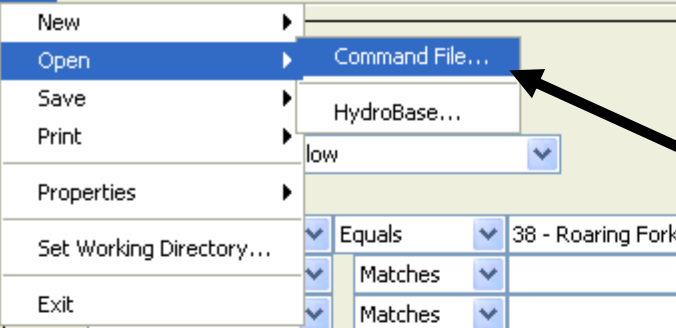 New
Open
Command File...
Save
HydroBase...
Print
low
Properties
Equals
38 - Roaring Fork
Set Working Directory...
Matches
Exit
Matches